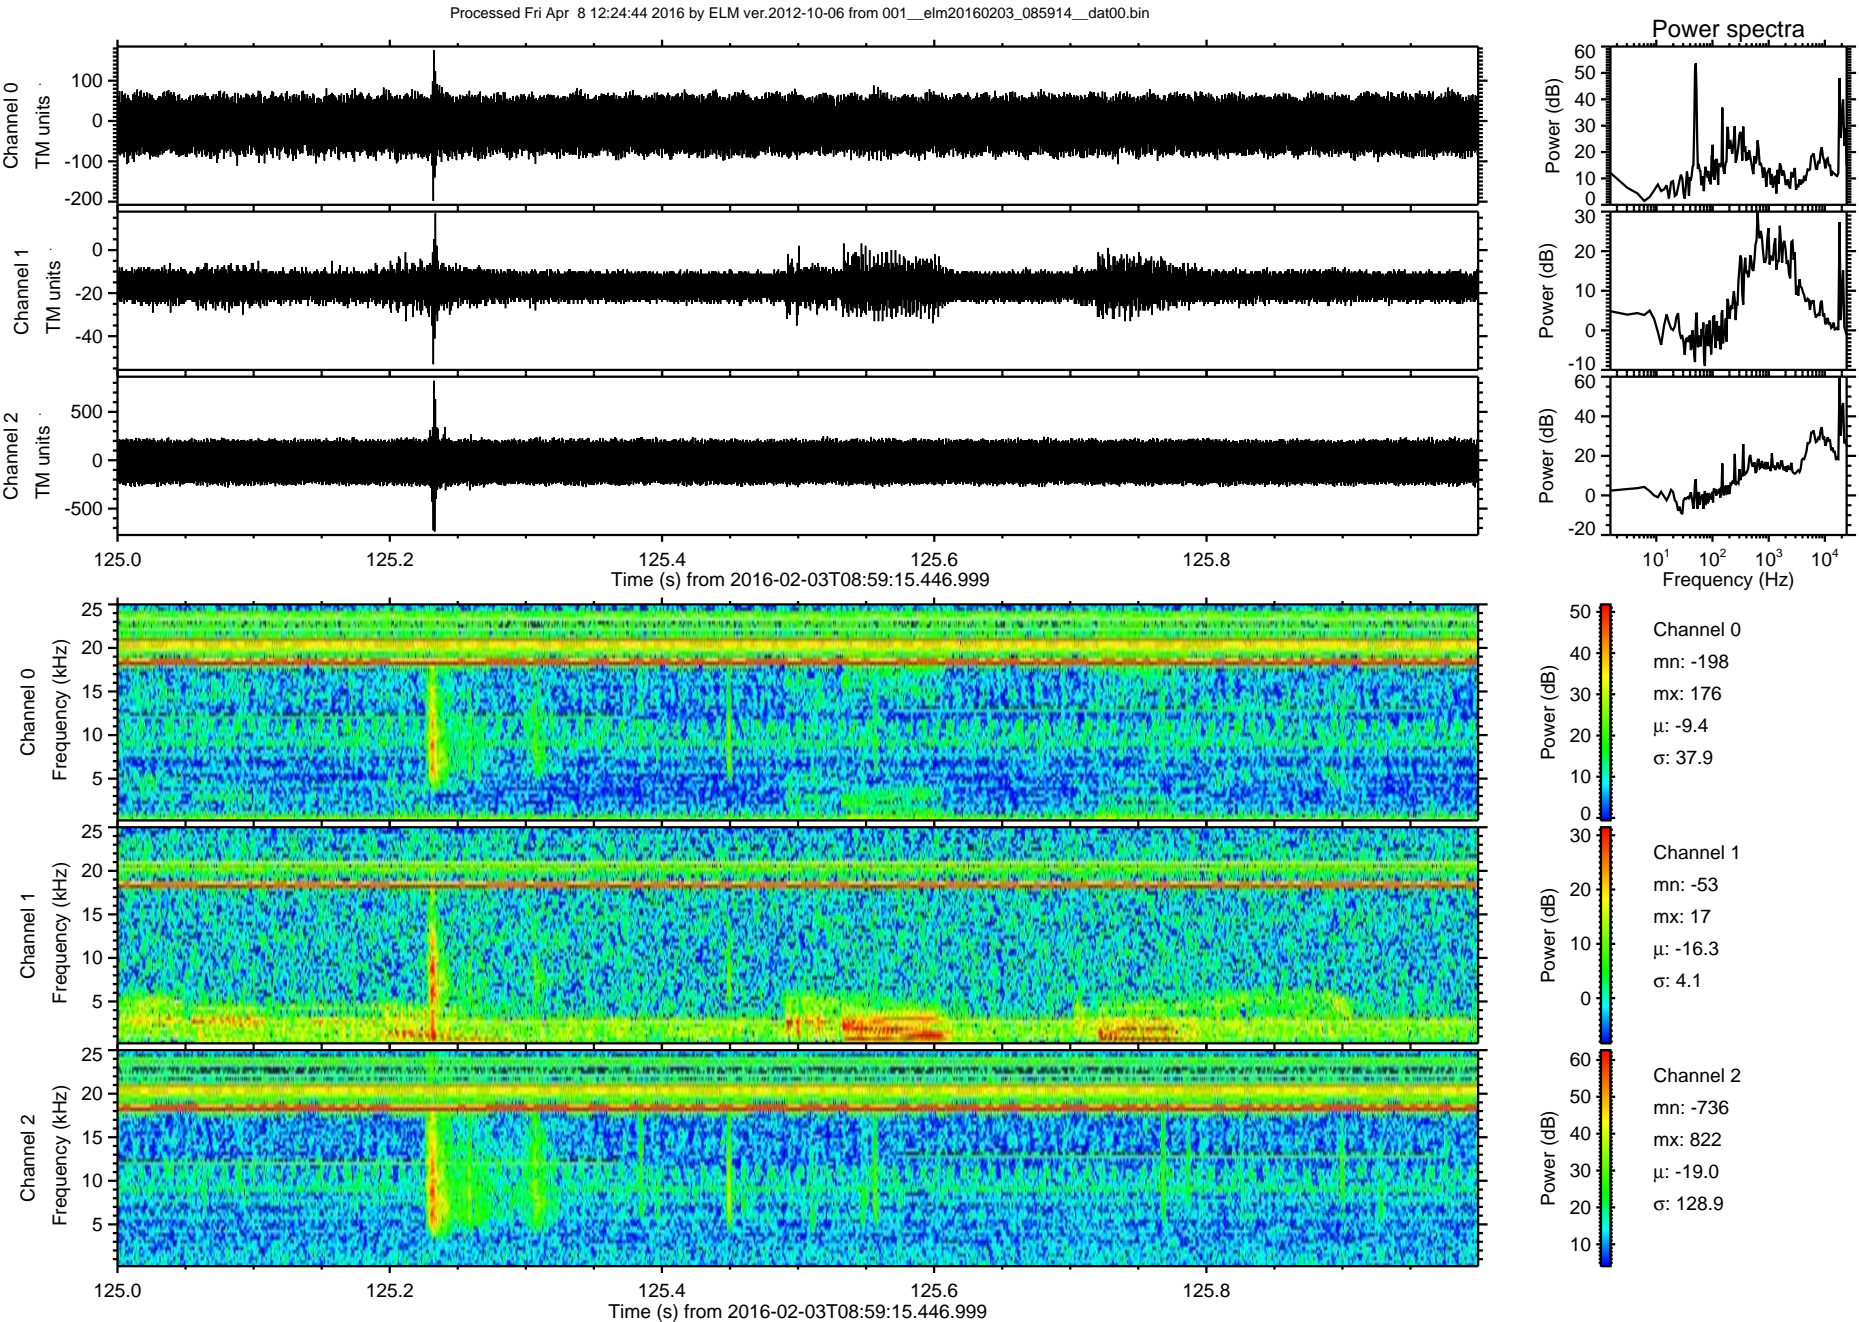 Processed Fri Apr  8 12:24:44 2016 by ELM ver.2012-10-06 from 001__elm20160203_085914__dat00.bin
Power spectra
Channel 0
TM units
100
0
-100
-200
Power (dB)
60
50
40
30
20
10
0
Channel 1
TM units
0
-20
-40
Power (dB)
30
20
10
0
-10
Channel 2
TM units
500
0
-500
Power (dB)
60
40
20
0
-20
125.0 125.2 125.4 125.6 125.8
Time (s) from 2016-02-03T08:59:15.446.999
10¹ 10² 10³ 10⁴
Frequency (Hz)
Channel 0
Frequency (kHz)
25
20
15
10
5
Power (dB)
50
40
30
20
10
0
Channel 0
mn: -198
mx: 176
μ: -9.4
σ: 37.9
Channel 1
Frequency (kHz)
25
20
15
10
5
Power (dB)
30
20
10
0
Channel 1
mn: -53
mx: 17
μ: -16.3
σ: 4.1
Channel 2
Frequency (kHz)
25
20
15
10
5
Power (dB)
60
50
40
30
20
10
Channel 2
mn: -736
mx: 822
μ: -19.0
σ: 128.9
125.0 125.2 125.4 125.6 125.8
Time (s) from 2016-02-03T08:59:15.446.999